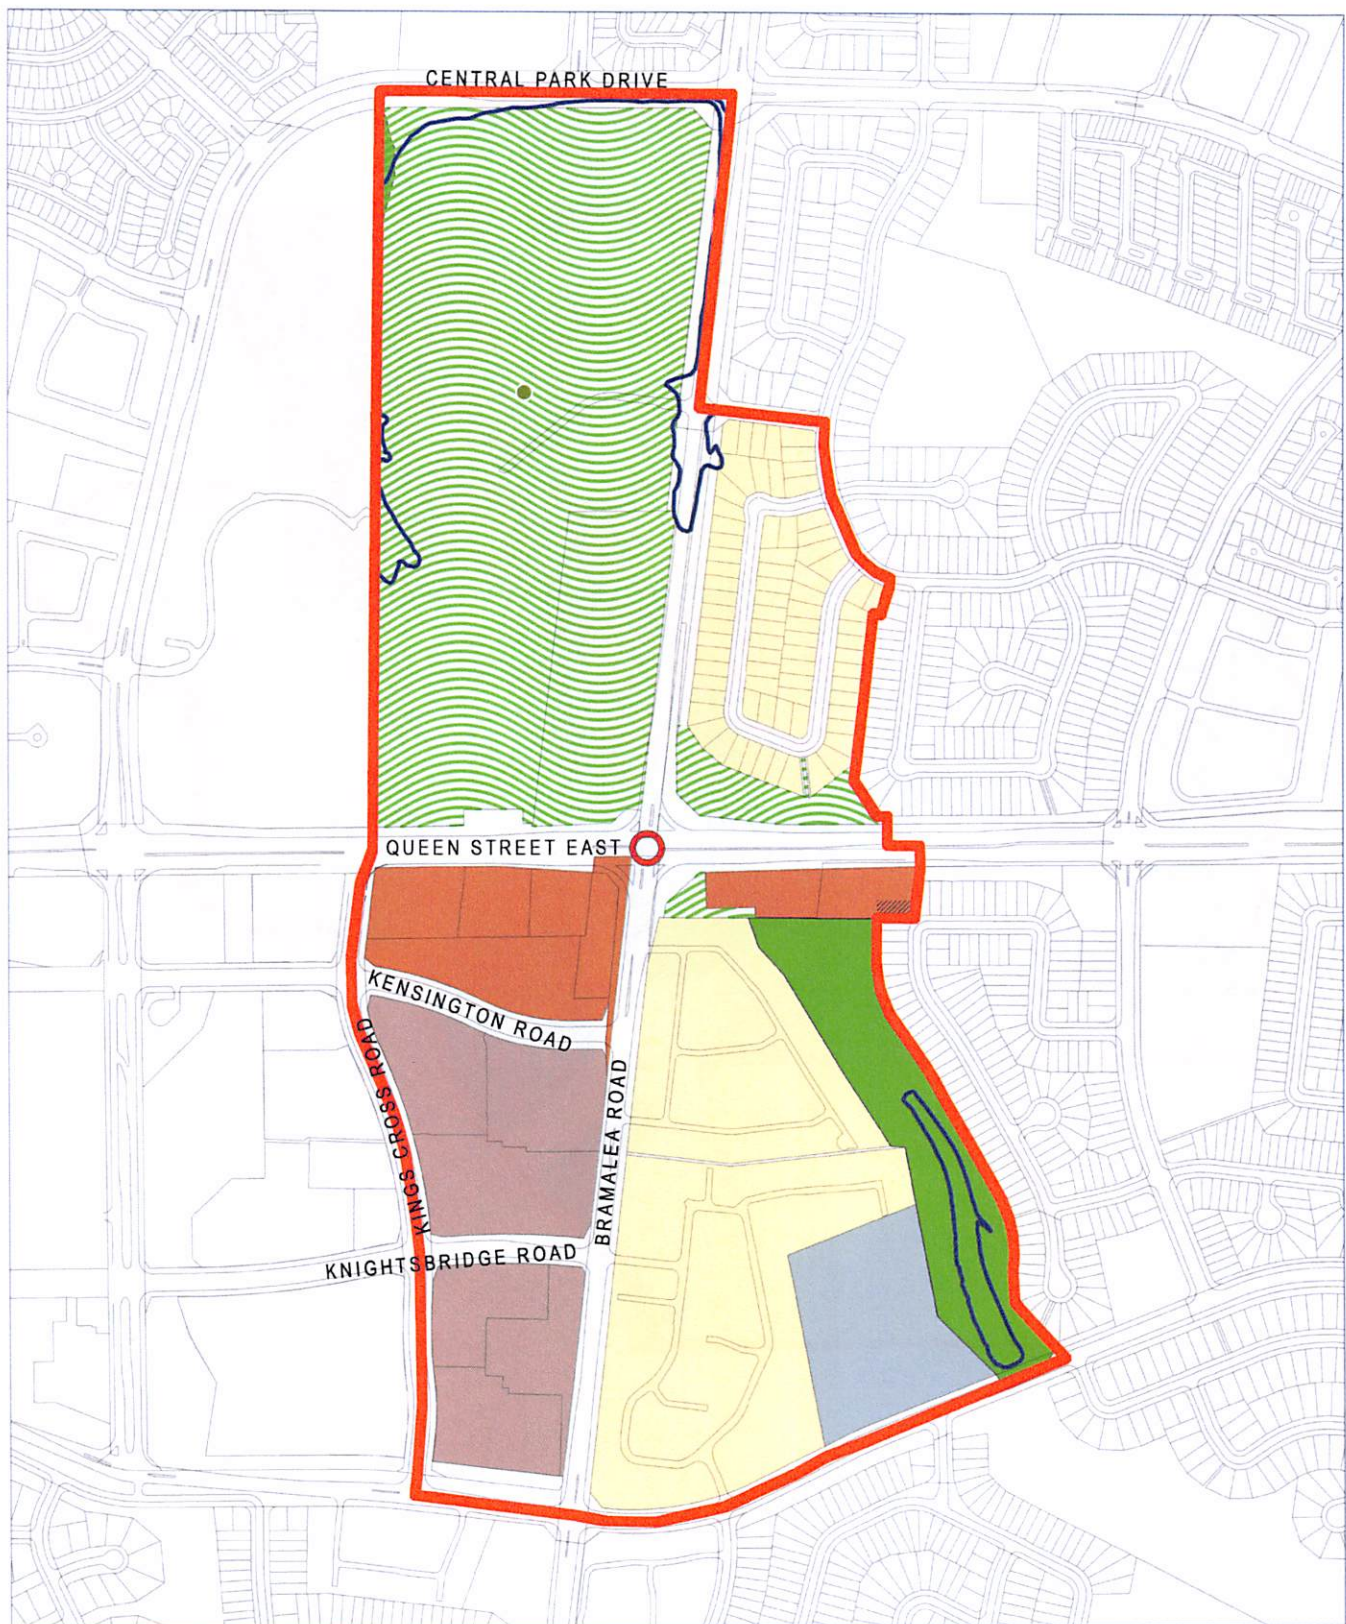 CENTRAL PARK DRIVE
QUEEN STREET EAST
KENSINGTON ROAD
KINGS CROSS ROAD
BRAMALEA ROAD
KNIGHTSBRIDGE ROAD